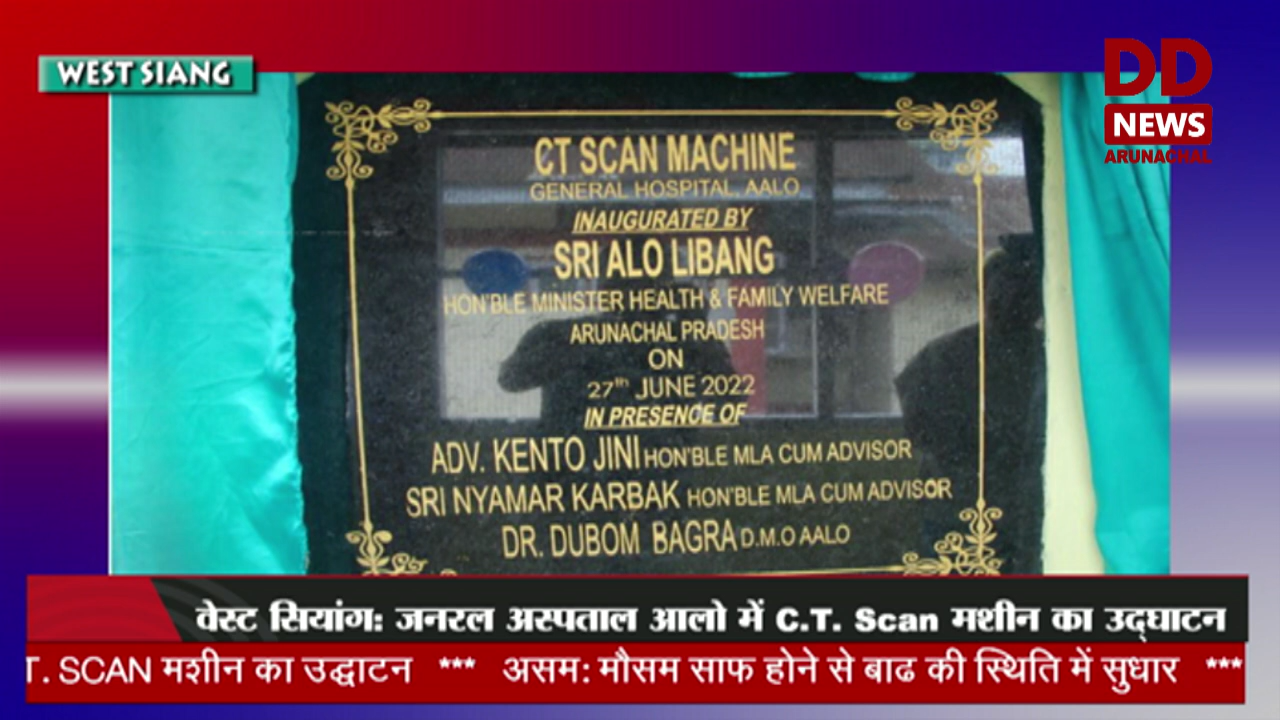 WEST SIANG
DD
NEWS
ARUNACHAL
CT SCAN MACHINE
GENERAL HOSPITAL, AALO
INAUGURATED BY
SRI ALO LIBANG
HON'BLE MINISTER HEALTH & FAMILY WELFARE
ARUNACHAL PRADESH
ON
27th JUNE 2022
IN PRESENCE OF
ADV. KENTO JINI HON'BLE MLA CUM ADVISOR
SRI NYAMAR KARBAK HON'BLE MLA CUM ADVISOR
DR. DUBOM BAGRA D.M.O AALO
वेस्ट सियांग: जनरल अस्पताल आलो में C.T. Scan मशीन का उद्घाटन
T. SCAN मशीन का उद्घाटन *** असम: मौसम साफ होने से बाढ की स्थिति में सुधार ***